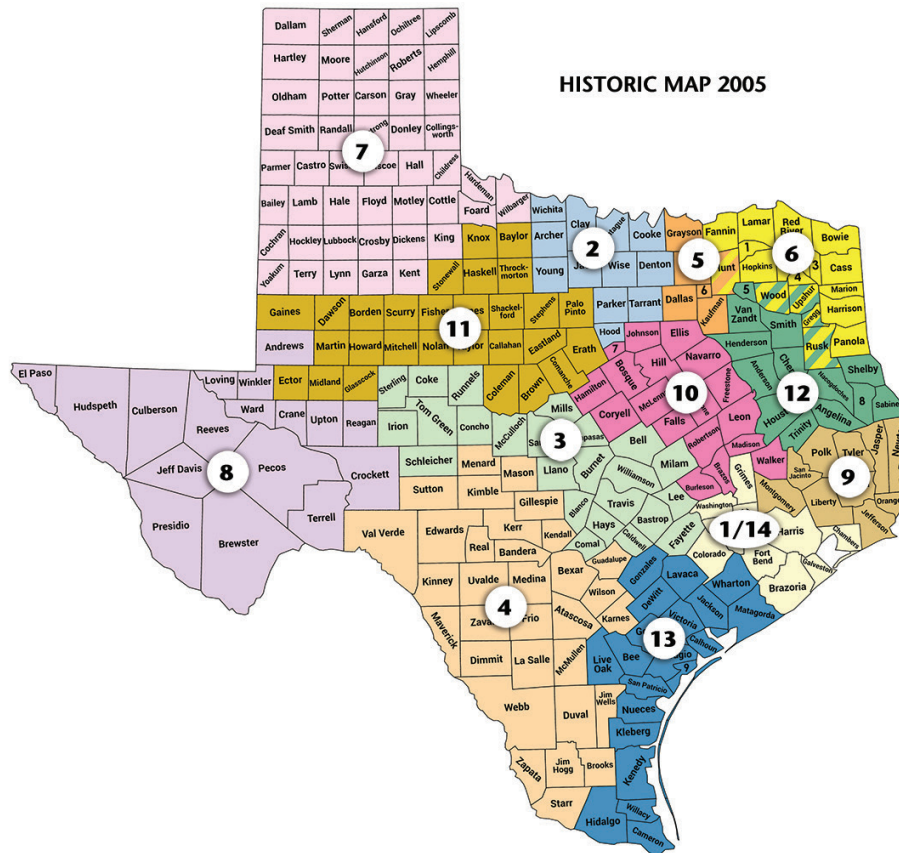 HISTORIC MAP 2005
Dallam Sherman Hansford Ochiltree Lipscomb
Hartley Moore Hutchinson Roberts Hemphill
Oldham Potter Carson Gray Wheeler
Deaf Smith Randall Donley Collings-
worth
7
Parmer Castro Hall Childress
Bailey Lamb Hale Floyd Motley Cottle Hardeman
Foard Wilbarger
Cochran Hockley Lubbock Crosby Dickens King
Yoakum Terry Lynn Garza Kent
Wichita Clay Cooke
Archer 2
Young Wise Denton
Parker Tarrant
Hood
Grayson 5
Dallas 6 Kaufman
Fannin Lamar Red
River Bowie
1 6
Hopkins 4 3 Cass
5 Wood Upshur Marion
Gregg Harrison
Rusk Panola
Knox Baylor
Stonewall Haskell Throck-
morton
Gaines Dawson Borden Scurry Shackel-
ford Stephens Palo
Pinto
11
Martin Howard Mitchell Callahan Eastland Erath
Ector Midland Glasscock Coleman Brown Comanche
Andrews
El Paso Hudspeth Culberson Loving Winkler
Reeves Ward Crane Upton Reagan
Jeff Davis 8 Pecos Crockett
Presidio Brewster Terrell
Sterling Coke Runnels
Irion Tom Green Concho McCulloch Mills
Schleicher 3
Llano Burnet Bell
Williamson Milam
Blanco Travis Lee
Hays Bastrop
Comal Caldwell Fayette
7 Johnson Ellis
Bosque Hill Navarro
Hamilton 10 Freestone
Coryell Falls Leon
Robertson Madison
Brazos Walker
Burleson
Van
Zandt Smith
Henderson
Anderson 12 Shelby
8 Sabine
Angelina
Trinity
Polk Tyler Jasper
San
Jacinto 9
Liberty Orange
Montgomery Jefferson
Grimes
Washington
1/14 Harris
Colorado Fort
Bend Chambers
Galveston
Brazoria
Menard Mason
Sutton Kimble
Gillespie
Val Verde Edwards Kerr Kendall
Real Bandera
Kinney Uvalde Medina Bexar Guadalupe
Wilson
4
Maverick Atascosa Karnes
Dimmit La Salle McMullen
Webb Duval Jim
Wells
Zapata Jim
Hogg Brooks
Starr
Gonzales Lavaca Wharton
DeWitt Jackson Matagorda
Victoria
13 Calhoun
Live
Oak Bee
9
San Patricio
Nueces
Kleberg
Kenedy
Willacy
Hidalgo Cameron